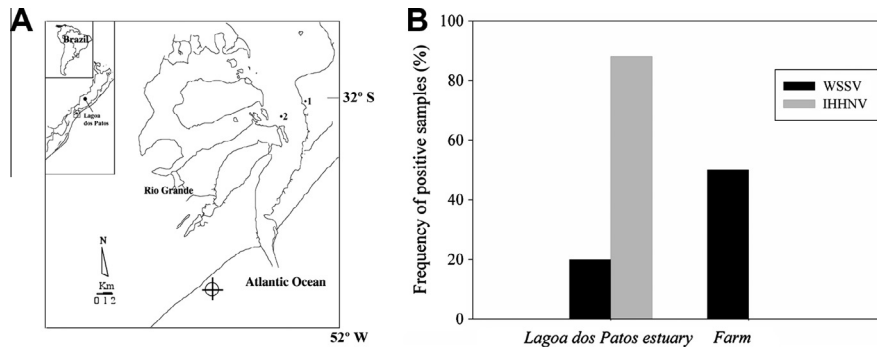 A
Brazil
Lagoa
dos Patos
1
2
32° S
Rio Grande
N
Km
0 1 2
Atlantic Ocean
52° W
B
Frequency of positive samples (%)
100
80
60
40
20
0
WSSV
IHHNV
Lagoa dos Patos estuary
Farm